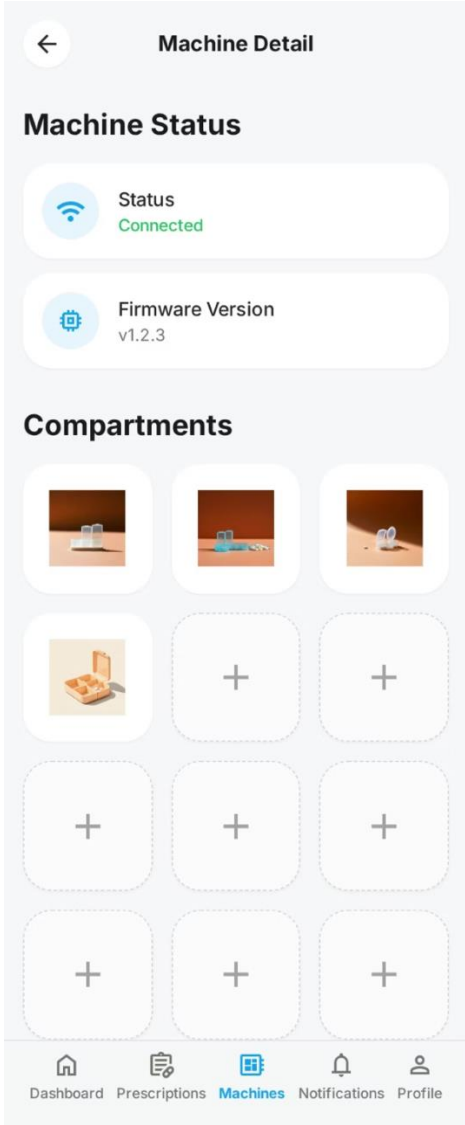 Machine Detail
Machine Status
Status
Connected
Firmware Version
v1.2.3
Compartments
Dashboard Prescriptions Machines Notifications Profile